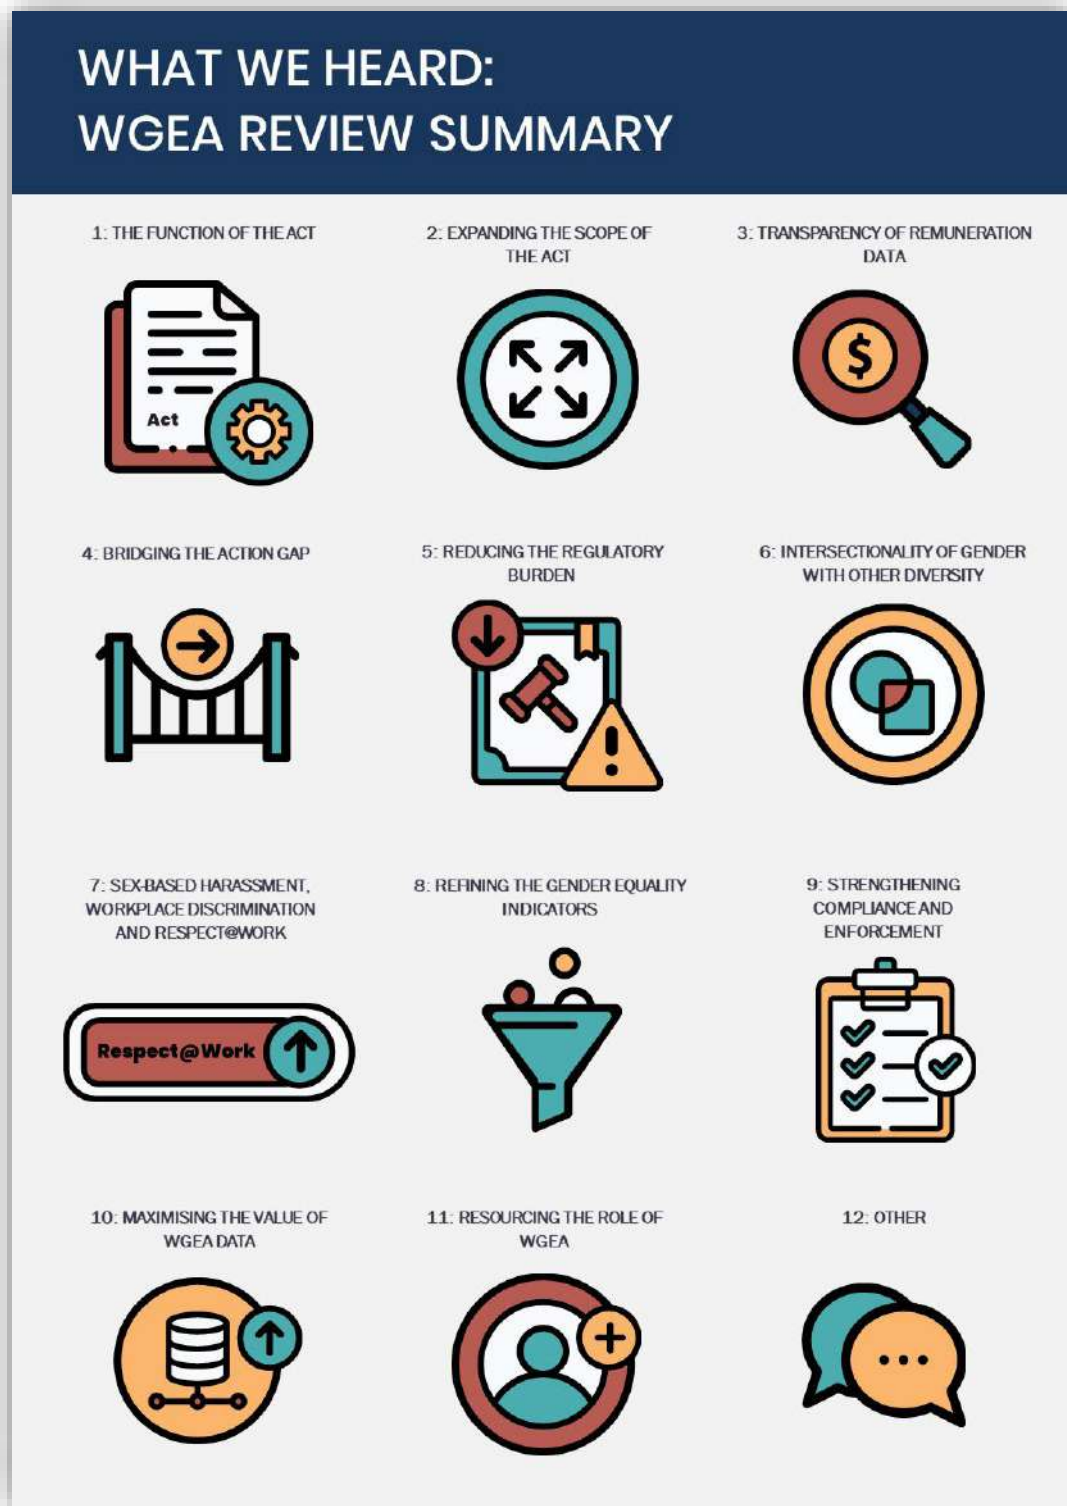 WHAT WE HEARD:
WGEA REVIEW SUMMARY
1: THE FUNCTION OF THE ACT
Act
2: EXPANDING THE SCOPE OF
THE ACT
3: TRANSPARENCY OF REMUNERATION
DATA
$
4: BRIDGING THE ACTION GAP
5: REDUCING THE REGULATORY
BURDEN
!
6: INTERSECTIONALITY OF GENDER
WITH OTHER DIVERSITY
7: SEX-BASED HARASSMENT,
WORKPLACE DISCRIMINATION
AND RESPECT@WORK
Respect@Work
8: REFINING THE GENDER EQUALITY
INDICATORS
9: STRENGTHENING
COMPLIANCE AND
ENFORCEMENT
10: MAXIMISING THE VALUE OF
WGEA DATA
11: RESOURCING THE ROLE OF
WGEA
12: OTHER